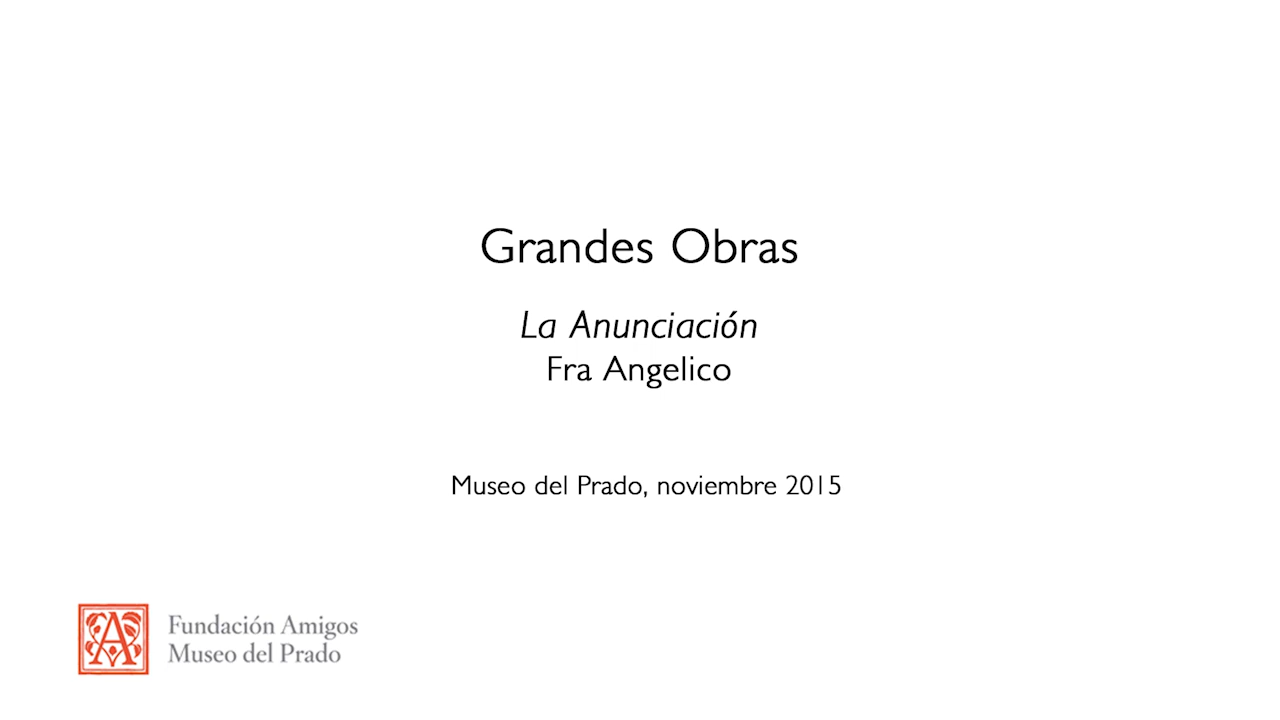 Grandes Obras
La Anunciación
Fra Angelico
Museo del Prado, noviembre 2015
Fundación Amigos
Museo del Prado